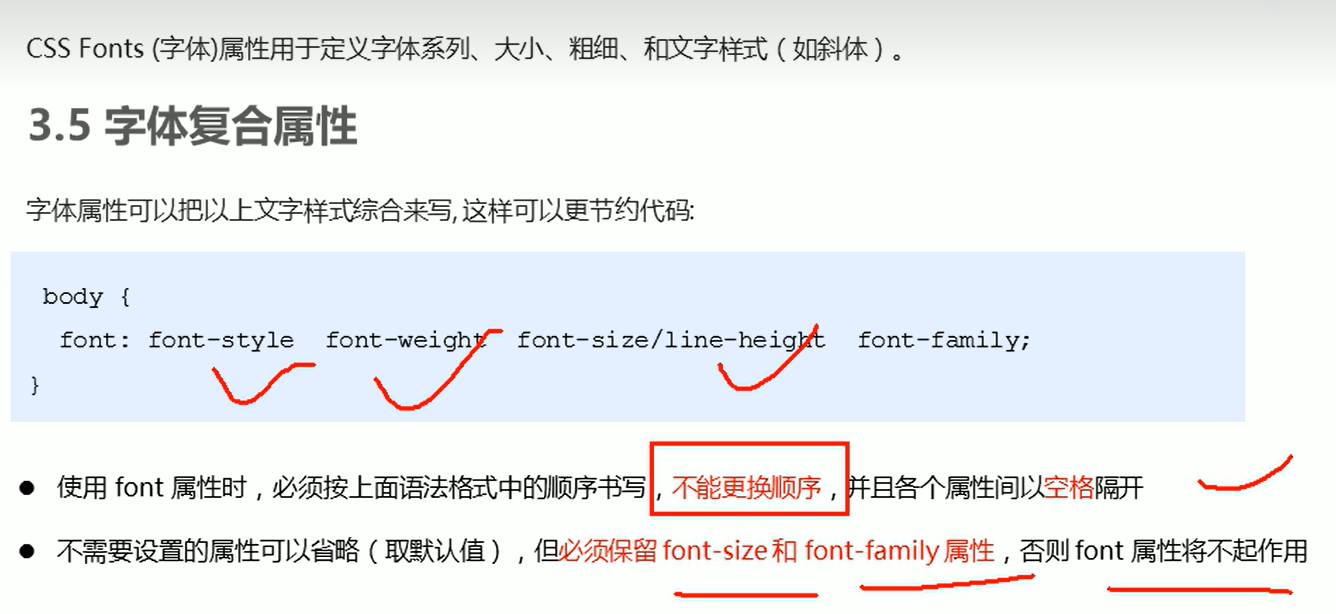 CSS Fonts (字体)属性用于定义字体系列、大小、粗细、和文字样式（如斜体）。
3.5 字体复合属性
字体属性可以把以上文字样式综合来写, 这样可以更节约代码:
body {
font: font-style font-weight font-size/line-height font-family;
}
● 使用 font 属性时，必须按上面语法格式中的顺序书写，不能更换顺序，并且各个属性间以空格隔开
● 不需要设置的属性可以省略（取默认值），但必须保留 font-size 和 font-family 属性，否则 font 属性将不起作用